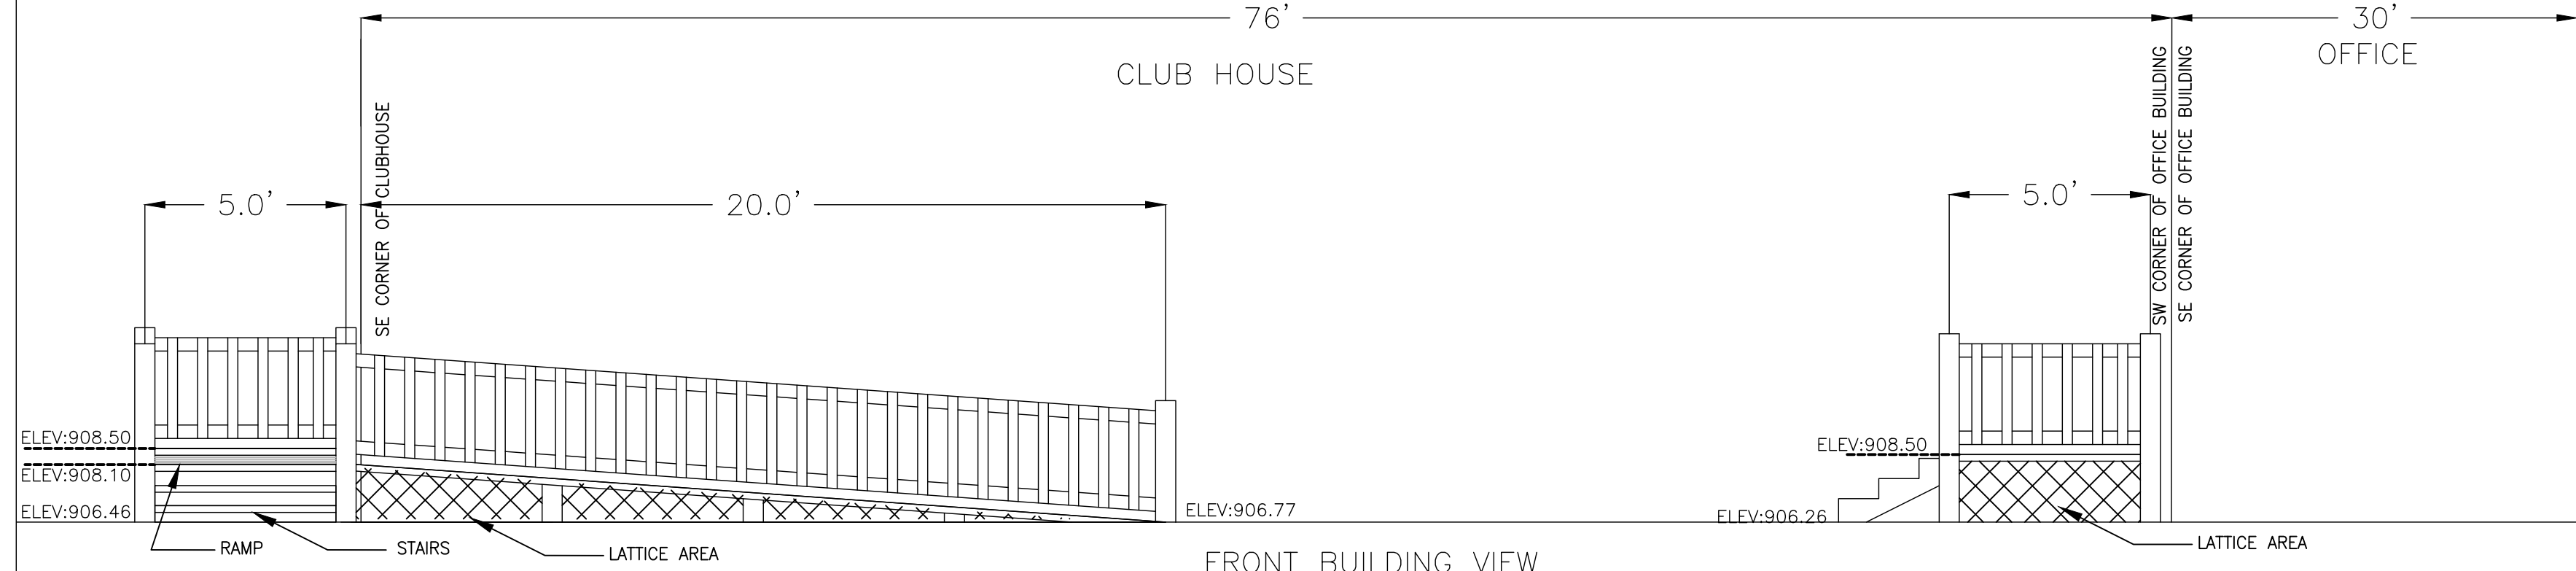 76'
30'
CLUB HOUSE
OFFICE
SE CORNER OF CLUBHOUSE
SW CORNER OF OFFICE BUILDING
SE CORNER OF OFFICE BUILDING
5.0'
20.0'
5.0'
ELEV:908.50
ELEV:908.10
ELEV:906.46
ELEV:906.77
ELEV:908.50
ELEV:906.26
RAMP
STAIRS
LATTICE AREA
LATTICE AREA
FRONT BUILDING VIEW